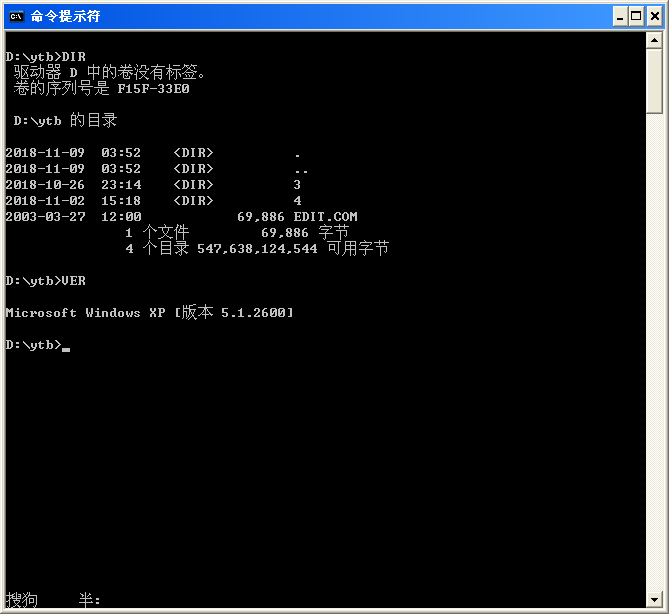 命令提示符
D:\ytb>DIR
驱动器 D 中的卷没有标签。
卷的序列号是 F15F-33E0
D:\ytb 的目录
2018-11-09  03:52    <DIR>          .
2018-11-09  03:52    <DIR>          ..
2018-10-26  23:14    <DIR>          3
2018-11-02  15:18    <DIR>          4
2003-03-27  12:00            69,886 EDIT.COM
1 个文件         69,886 字节
4 个目录 547,638,124,544 可用字节
D:\ytb>VER
Microsoft Windows XP [版本 5.1.2600]
D:\ytb>
搜狗     半: